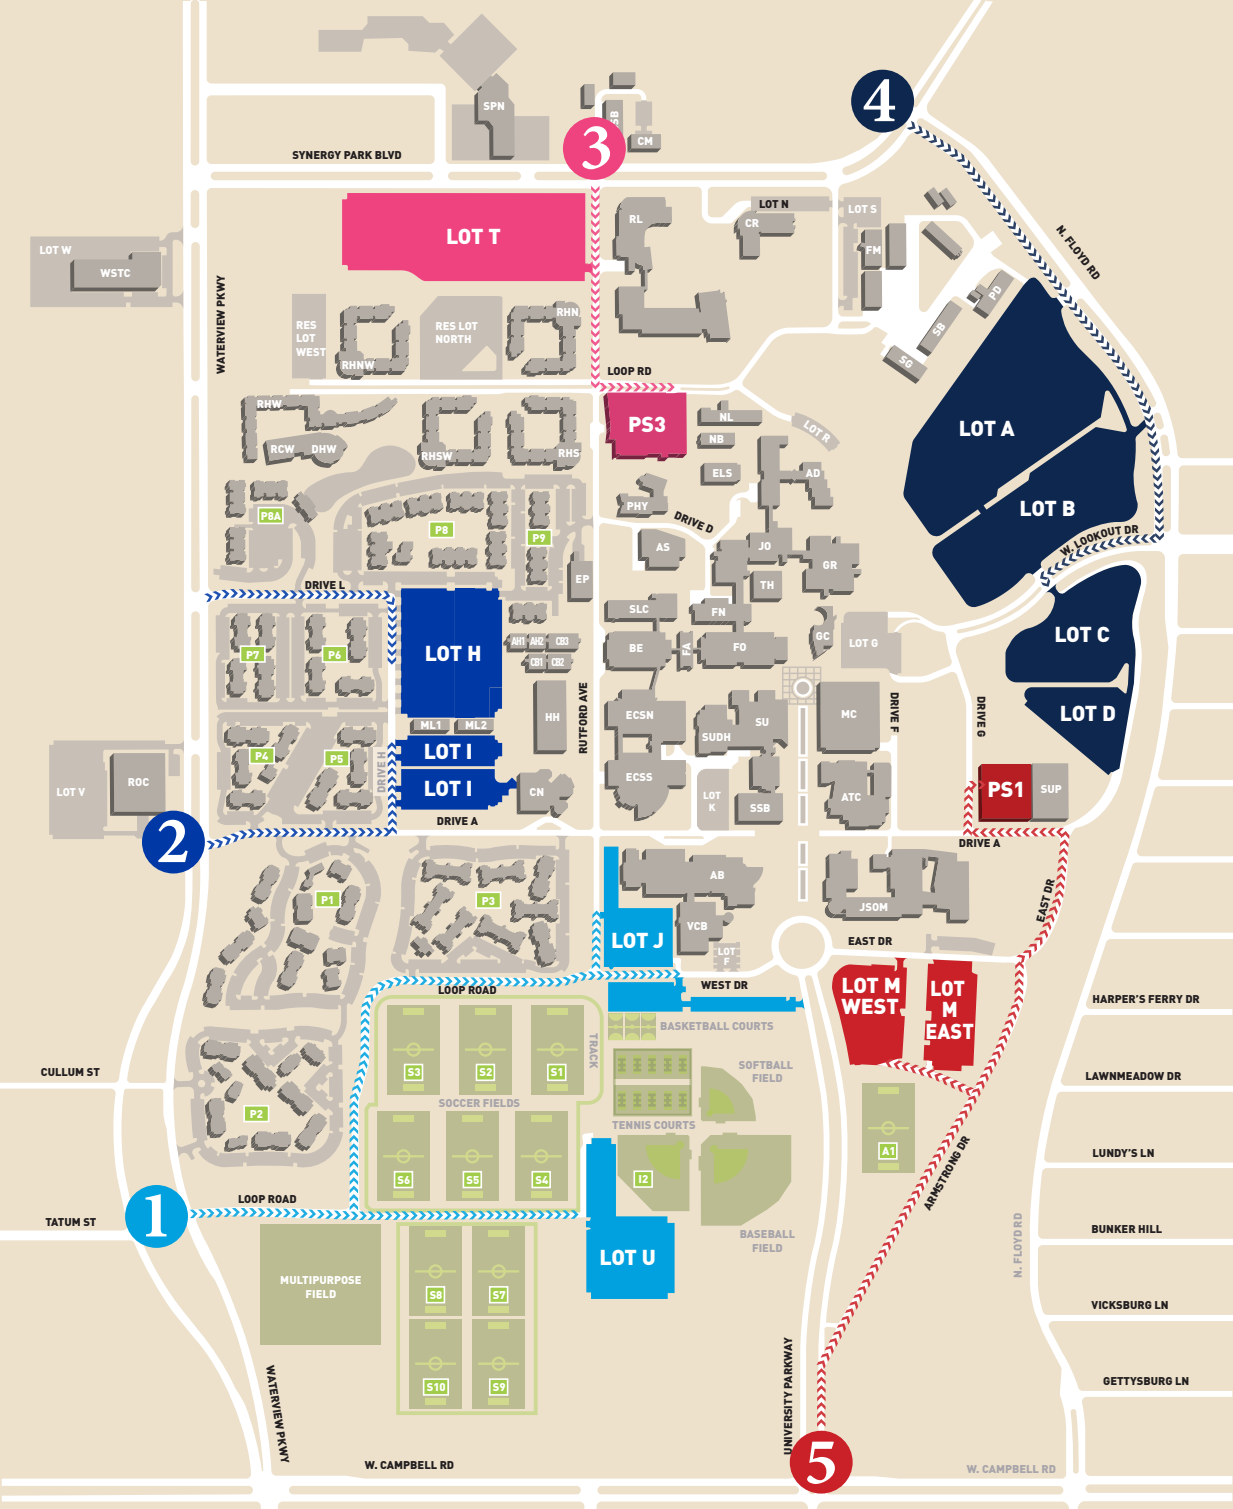 4
SPN
SB
CM
3
SYNERGY PARK BLVD
LOT N
LOT S
RL
CR
LOT T
FM
N. FLOYD RD
LOT W
WSTC
WATERVIEW PKWY
PD
RES
LOT
WEST
RHNW
RES LOT
NORTH
RHN
SB
SG
LOOP RD
RHW
RCW
DHW
RHSW
RHS
PS3
NL
NB
LOT R
LOT A
ELS
AD
PHY
P8A
P8
P9
DRIVE D
LOT B
AS
JO
GR
W. LOOKOUT DR
DRIVE L
EP
TH
SLC
FN
LOT H
AH1
AH2
CB3
CB1
CB2
BE
FA
FO
GC
LOT G
LOT C
P7
P6
RUTFORD AVE
HH
ECSN
SU
SUDH
MC
DRIVE F
DRIVE G
LOT D
ML1
ML2
P4
P5
DRIVE H
LOT I
LOT I
CN
ECSS
LOT
K
SSB
ATC
PS1
SUP
LOT V
ROC
DRIVE A
DRIVE A
2
P1
P3
AB
JSOM
EAST DR
VCB
LOT J
LOT
F
EAST DR
WEST DR
LOT M
WEST
LOT
M
EAST
LOOP ROAD
HARPER'S FERRY DR
BASKETBALL COURTS
TRACK
S3
S2
S1
SOFTBALL
FIELD
CULLUM ST
LAWNMEADOW DR
P2
SOCCER FIELDS
TENNIS COURTS
A1
LUNDY'S LN
S6
S5
S4
I2
ARMSTRONG DR
1
LOOP ROAD
TATUM ST
BASEBALL
FIELD
N. FLOYD RD
BUNKER HILL
LOT U
MULTIPURPOSE
FIELD
S8
S7
VICKSBURG LN
S10
S9
GETTYSBURG LN
WATERVIEW PKWY
UNIVERSITY PARKWAY
5
W. CAMPBELL RD
W. CAMPBELL RD